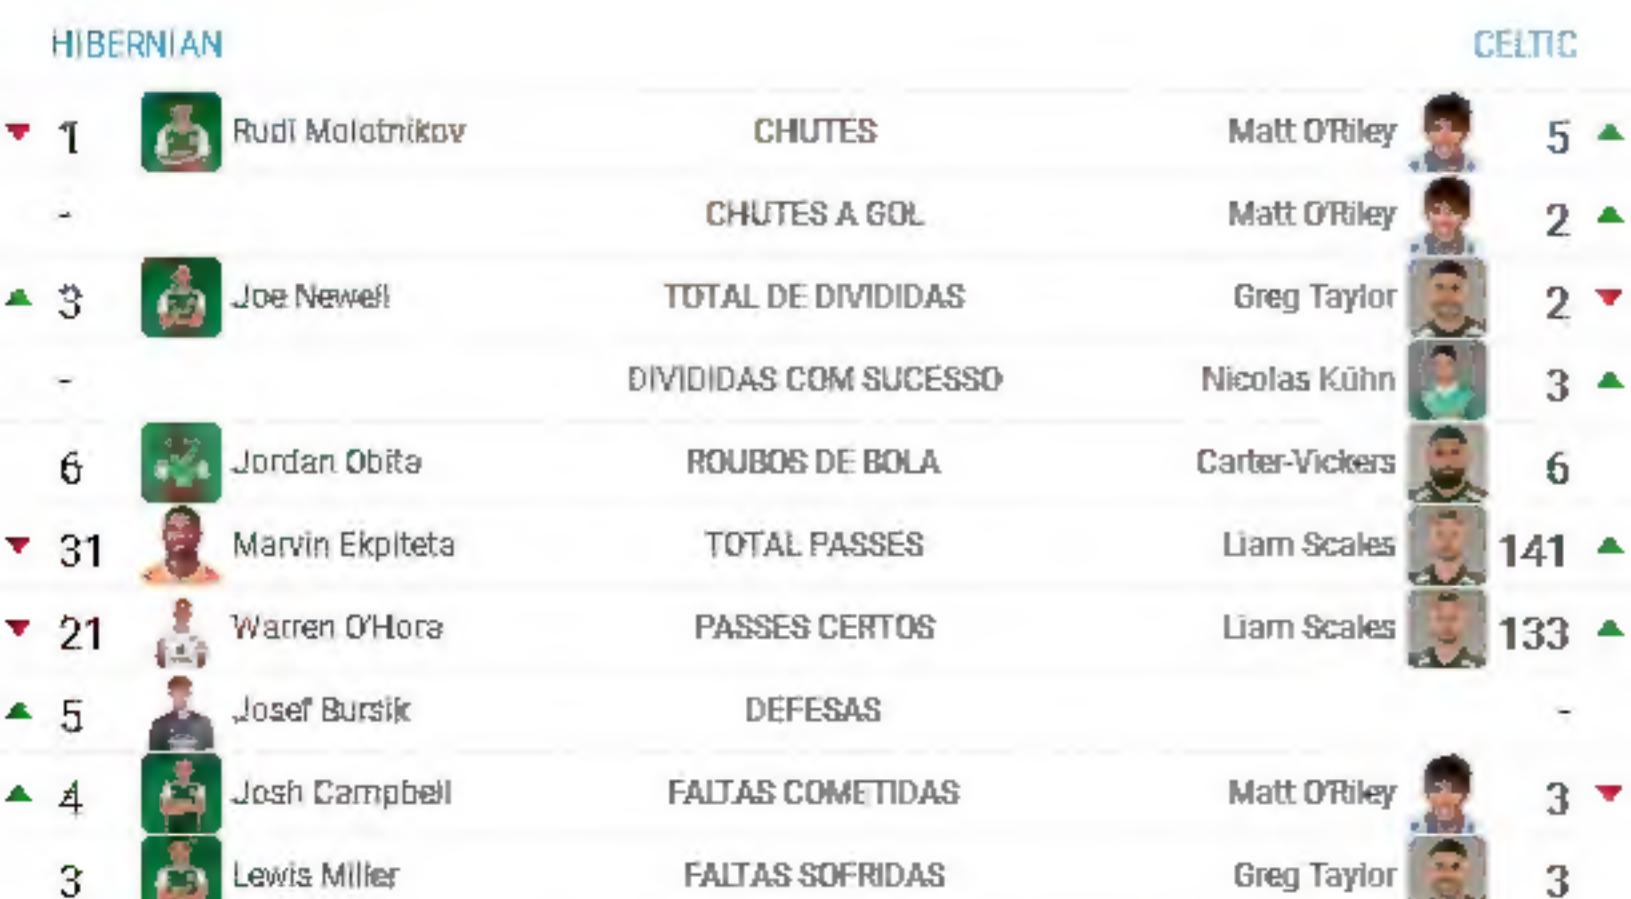 HIBERNIAN CELTIC
1 Rudi Molotnikov CHUTES Matt O'Riley 5
- CHUTES A GOL Matt O'Riley 2
3 Joe Newell TOTAL DE DIVIDIDAS Greg Taylor 2
- DIVIDIDAS COM SUCESSO Nicolas Kühn 3
6 Jordan Obita ROUBOS DE BOLA Carter-Vickers 6
31 Marvin Ekpiteta TOTAL PASSES Liam Scales 141
21 Warren O'Hora PASSES CERTOS Liam Scales 133
5 Josef Bursik DEFESAS -
4 Josh Campbell FALTAS COMETIDAS Matt O'Riley 3
3 Lewis Miller FALTAS SOFRIDAS Greg Taylor 3